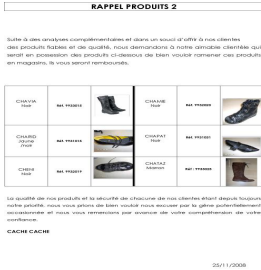 RAPPEL PRODUITS 2
Suite à des analyses complémentaires et dans un souci d'offrir à nos clientes
des produits fiables et de qualité, nous demandons à notre aimable clientèle qui
serait en possession des produits ci-dessous de bien vouloir ramener ces produits
en magasins, ils vous seront remboursés.
CHAVIA
Noir
CHAMIE
Noir
CHARID
Jaune
/noir
CHAPAT
Noir
CHENI
Noir
CHATAZ
Marron
La qualité de nos produits et la sécurité de chacune de nos clientes étant depuis toujours
notre priorité, nous vous prions de bien vouloir nous excuser par la gêne potentiellement
occasionnée et nous vous remercions par avance de votre compréhension de votre
confiance.
CACHE CACHE
25/11/2008